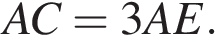 AC = 3AE.